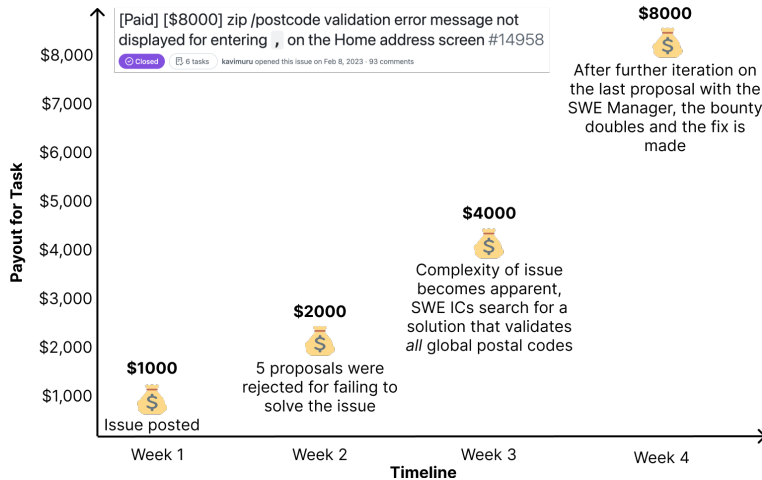 [Paid] [$8000] zip /postcode validation error message not
displayed for entering , on the Home address screen #14958
Closed 6 tasks kavimuru opened this issue on Feb 8, 2023 · 93 comments
$8000
After further iteration on
the last proposal with the
SWE Manager, the bounty
doubles and the fix is
made
$4000
Complexity of issue
becomes apparent,
SWE ICs search for a
solution that validates
all global postal codes
$2000
5 proposals were
rejected for failing to
solve the issue
$1000
Issue posted
Payout for Task
$8,000
$7,000
$6,000
$5,000
$4,000
$3,000
$2,000
$1,000
Week 1
Week 2
Week 3
Week 4
Timeline